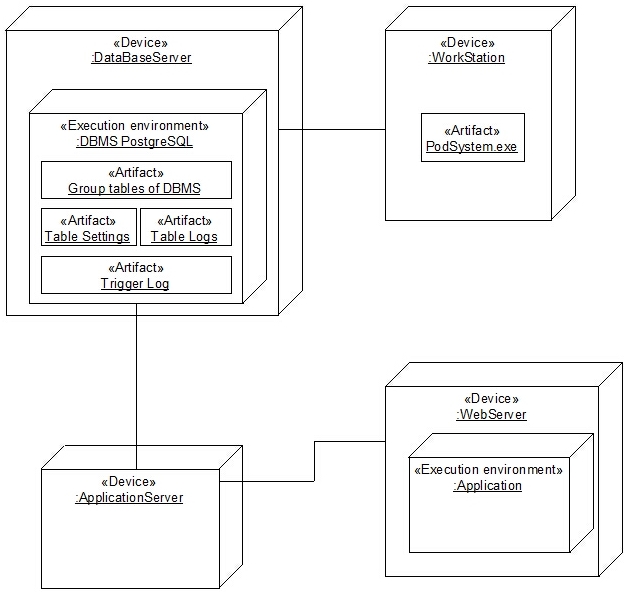 «Device»
:DataBaseServer
«Execution environment»
:DBMS PostgreSQL
«Artifact»
Group tables of DBMS
«Artifact»
Table Settings
«Artifact»
Table Logs
«Artifact»
Trigger Log
«Device»
:WorkStation
«Artifact»
PodSystem.exe
«Device»
:ApplicationServer
«Device»
:WebServer
«Execution environment»
:Application